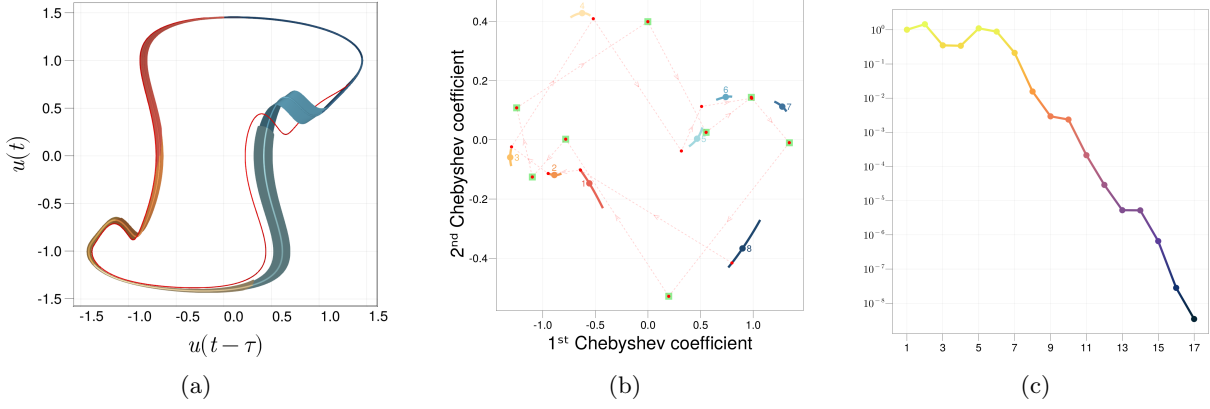 1.5
1.0
0.5
0.0
-0.5
-1.0
-1.5
u(t)
-1.5 -1.0 -0.5 0.0 0.5 1.0 1.5
u(t − τ)
(a)
0.4
0.2
0.0
-0.2
-0.4
2nd Chebyshev coefficient
4
6
7
5
3
2
1
8
-1.0 -0.5 0.0 0.5 1.0
1st Chebyshev coefficient
(b)
10⁰
10⁻¹
10⁻²
10⁻³
10⁻⁴
10⁻⁵
10⁻⁶
10⁻⁷
10⁻⁸
1 3 5 7 9 11 13 15 17
(c)